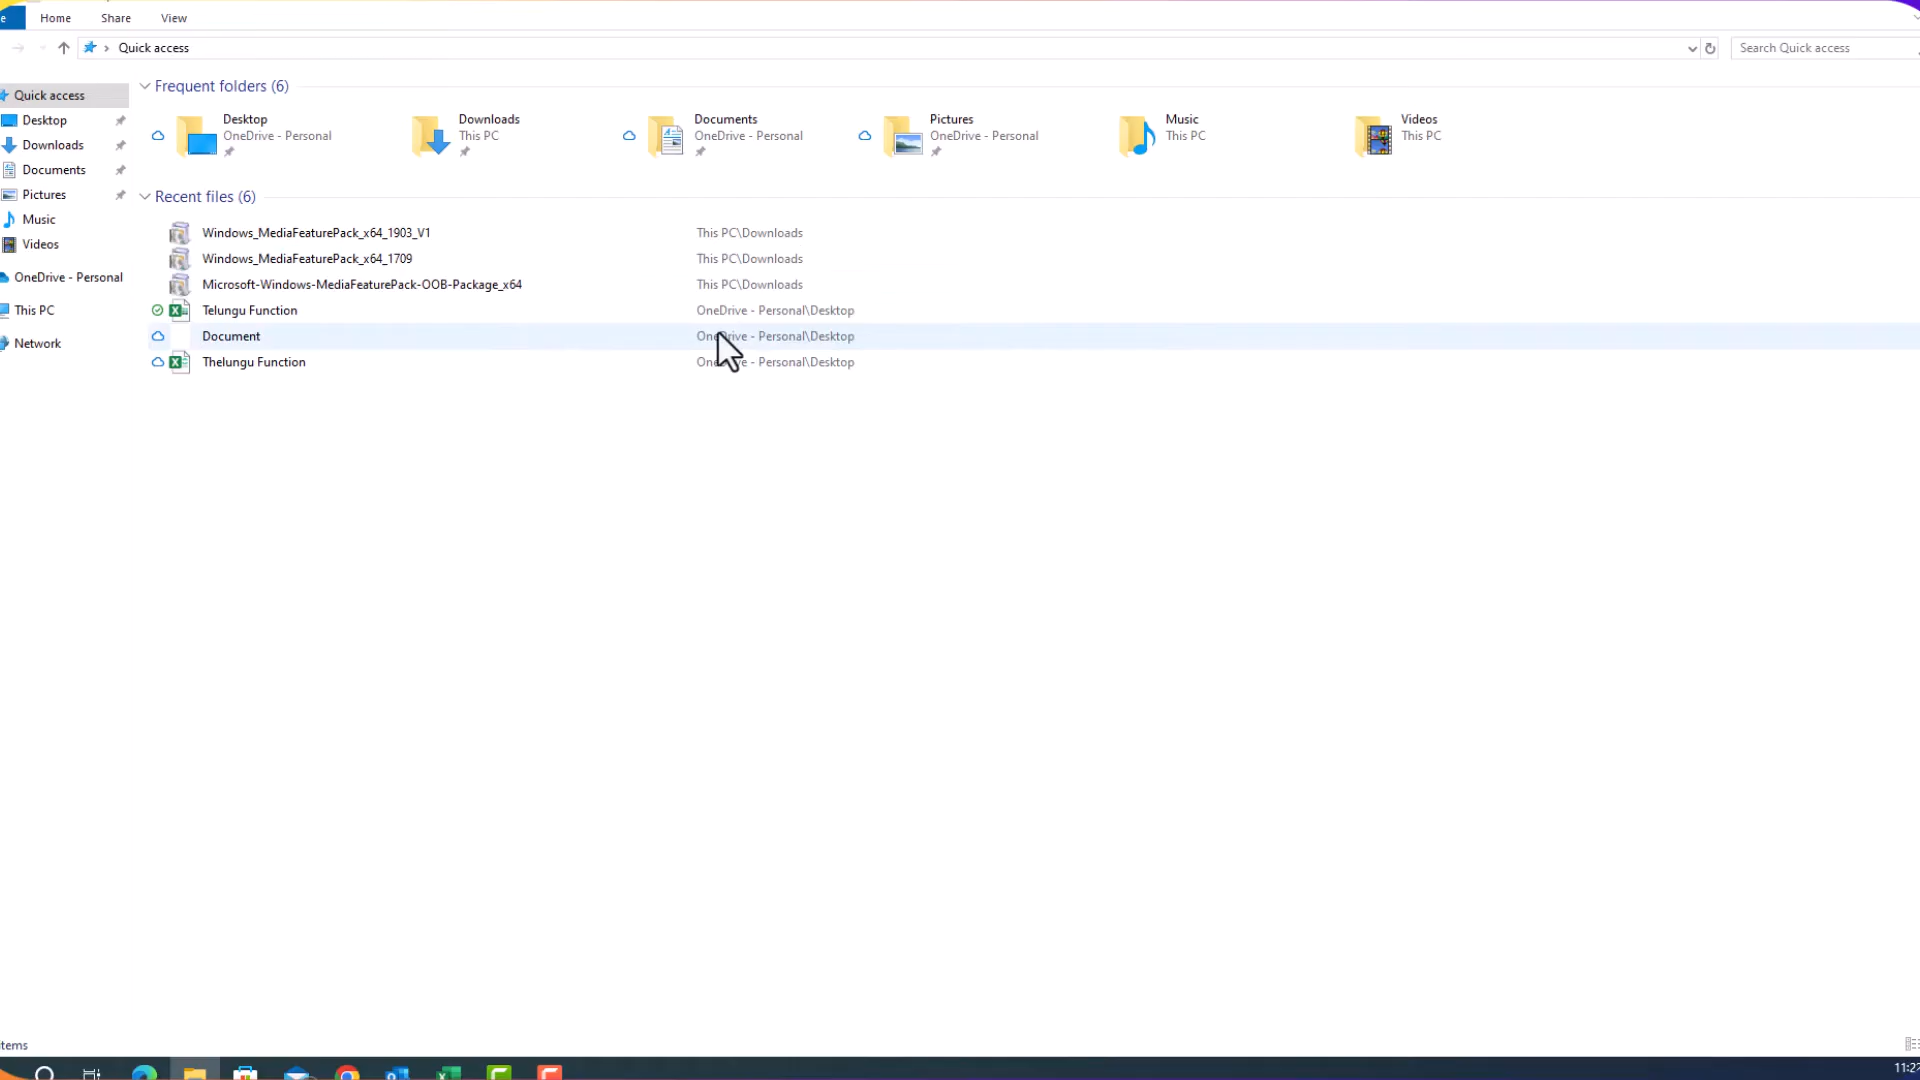 Home Share View
Quick access
Search Quick access
Quick access
Desktop
Downloads
Documents
Pictures
Music
Videos
OneDrive - Personal
This PC
Network
Frequent folders (6)
Desktop
OneDrive - Personal
Downloads
This PC
Documents
OneDrive - Personal
Pictures
OneDrive - Personal
Music
This PC
Videos
This PC
Recent files (6)
Windows_MediaFeaturePack_x64_1903_V1 This PC\Downloads
Windows_MediaFeaturePack_x64_1709 This PC\Downloads
Microsoft-Windows-MediaFeaturePack-OOB-Package_x64 This PC\Downloads
Telungu Function OneDrive - Personal\Desktop
Document OneDrive - Personal\Desktop
Thelungu Function OneDrive - Personal\Desktop
items